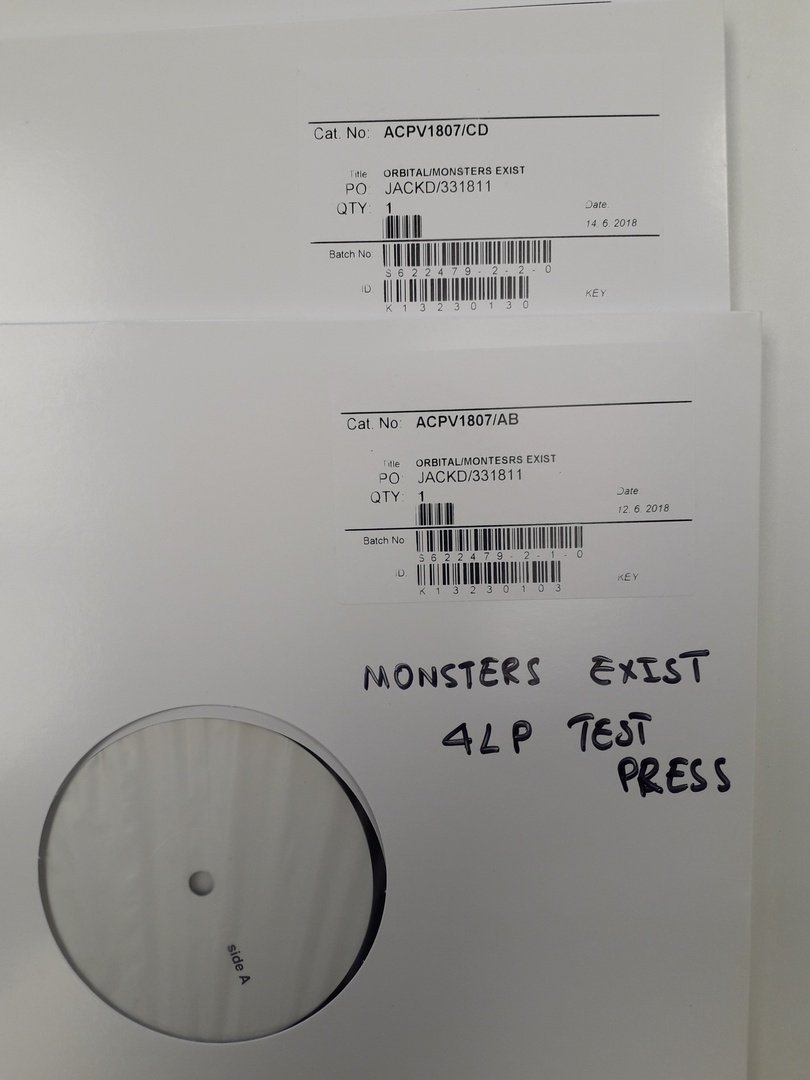 Cat. No: ACPV1807/CD
Title ORBITAL/MONSTERS EXIST
PO: JACKD/331811
QTY: 1
Date.
14. 6. 2018
Batch No
S622479-2-2-0
ID
K13230130
KEY
Cat. No: ACPV1807/AB
Title ORBITAL/MONTESRS EXIST
PO: JACKD/331811
QTY: 1
Date
12. 6. 2018
Batch No
S622479-2-1-0
ID
K13230103
KEY
MONSTERS EXIST
4LP TEST
PRESS
side A